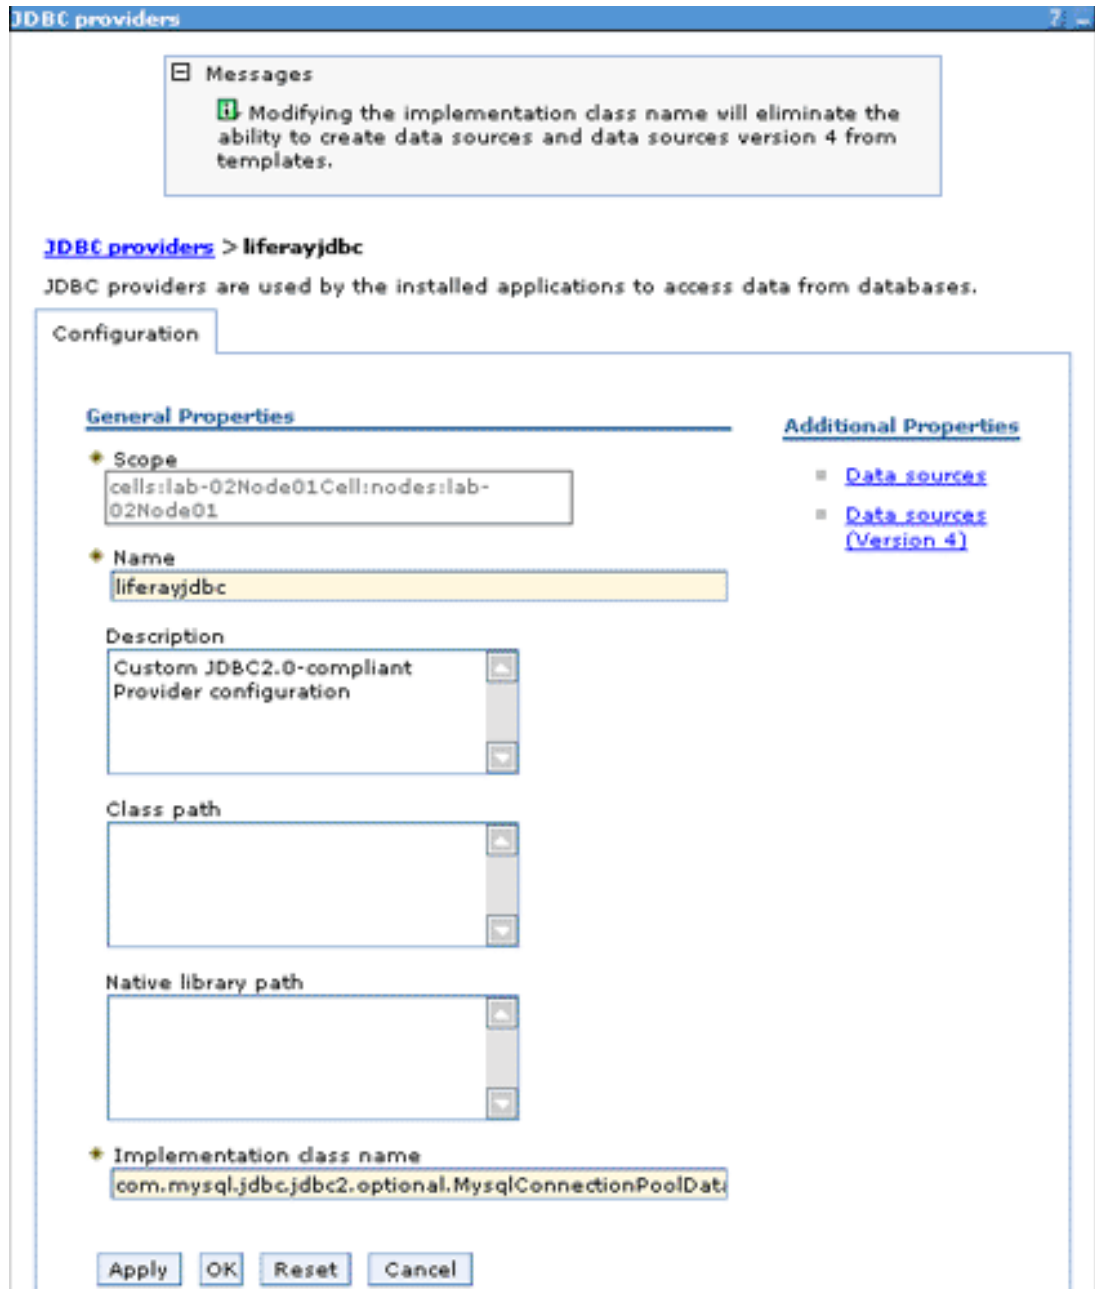 JDBC providers ? –
Messages
Modifying the implementation class name will eliminate the
ability to create data sources and data sources version 4 from
templates.
JDBC providers > liferayjdbc
JDBC providers are used by the installed applications to access data from databases.
Configuration
General Properties
Scope
cells:lab-02Node01Cell:nodes:lab-
02Node01
Name
liferayjdbc
Description
Custom JDBC2.0-compliant
Provider configuration
Class path
Native library path
Implementation class name
com.mysql.jdbc.jdbc2.optional.MysqlConnectionPoolData
Apply OK Reset Cancel
Additional Properties
Data sources
Data sources
(Version 4)